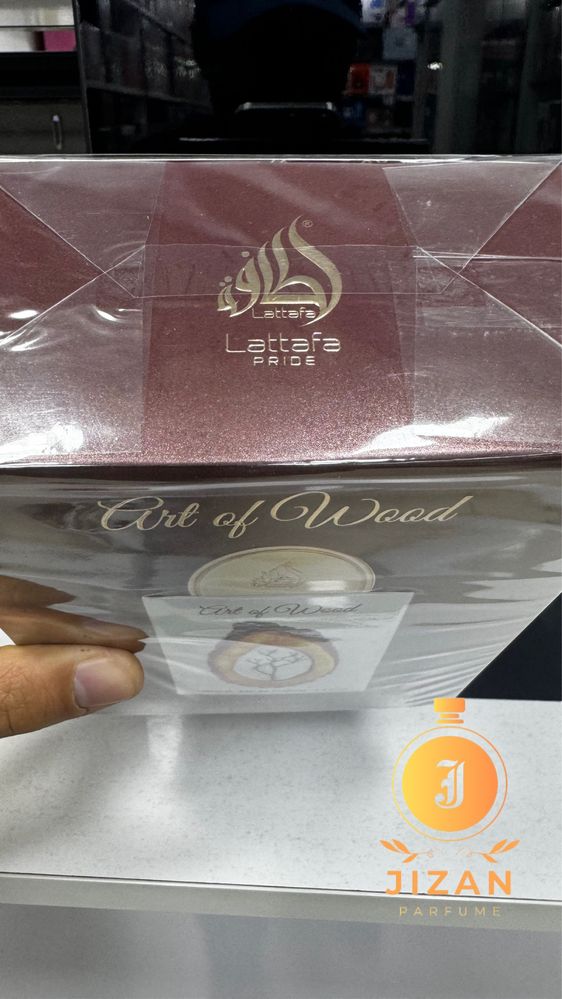 لطافة
®
Lattafa
Lattafa
PRIDE
Art of Wood
Art of Wood
J
JIZAN
PARFUME